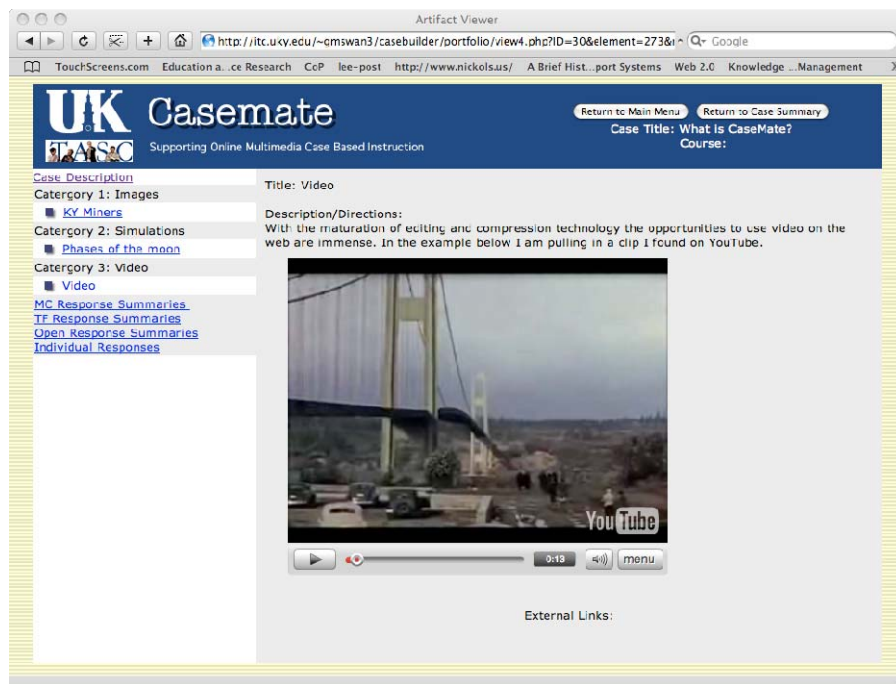 Artifact Viewer
http://itc.uky.edu/~gmswan3/casebuilder/portfolio/view4.php?ID=30&element=273&
Google
TouchScreens.com Education a...ce Research CoP lee-post http://www.nickols.us/ A Brief Hist...port Systems Web 2.0 Knowledge ...Management
UK Casemate
TASC Supporting Online Multimedia Case Based Instruction
Return to Main Menu Return to Case Summary
Case Title: What is CaseMate?
Course:
Case Description
Catergory 1: Images
KY Miners
Catergory 2: Simulations
Phases of the moon
Catergory 3: Video
Video
MC Response Summaries
TF Response Summaries
Open Response Summaries
Individual Responses
Title: Video
Description/Directions:
With the maturation of editing and compression technology the opportunities to use video on the
web are immense. In the example below I am pulling in a clip I found on YouTube.
YouTube
0:13 menu
External Links: